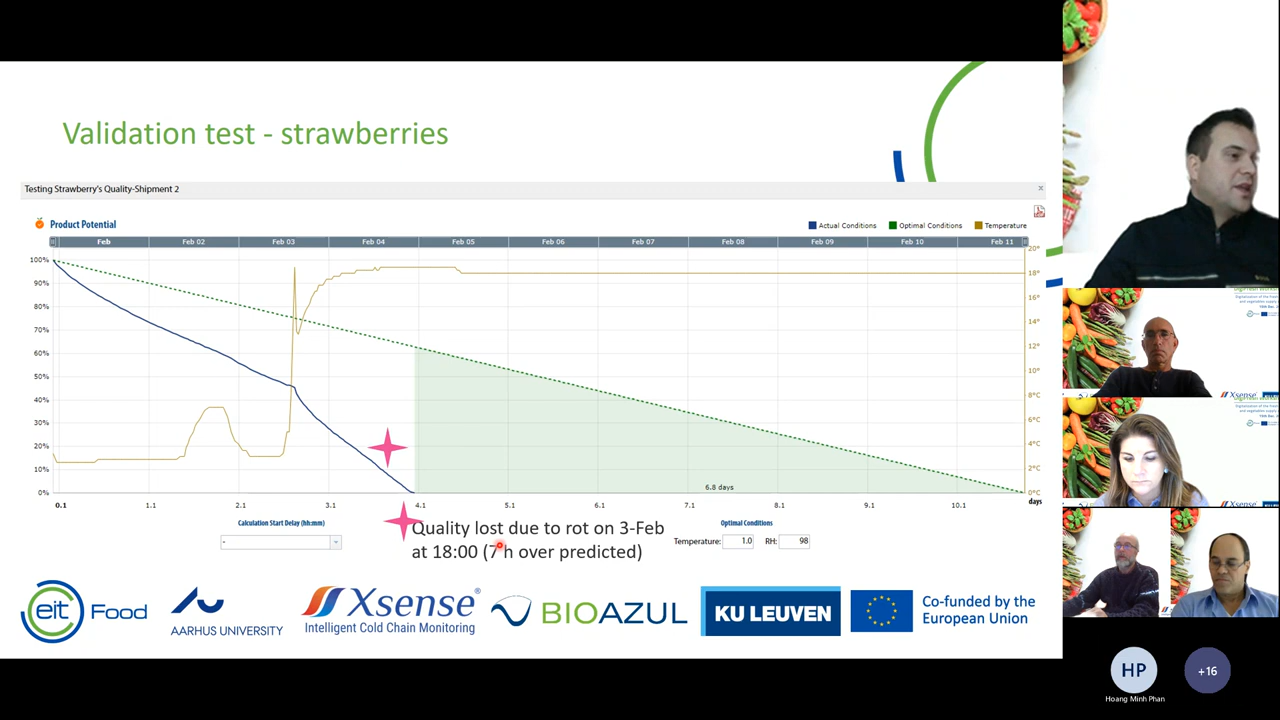 Validation test - strawberries
Testing Strawberry's Quality-Shipment 2
Product Potential
Actual Conditions Optimal Conditions Temperature
Feb Feb 02 Feb 03 Feb 04 Feb 05 Feb 06 Feb 07 Feb 08 Feb 09 Feb 10 Feb 11
100%
90%
80%
70%
60%
50%
40%
30%
20%
10%
0%
20°
18°
16°
14°
12°
10°
8°
6°
4°C
2°C
0°C
6.8 days
0.1 1.1 2.1 3.1 4.1 5.1 6.1 7.1 8.1 9.1 10.1 days
Calculation Start Delay (hh:mm)
-
Quality lost due to rot on 3-Feb
at 18:00 (7 h over predicted)
Optimal Conditions
Temperature: 1.0 RH: 98
eit Food
AARHUS UNIVERSITY
Xsense®
Intelligent Cold Chain Monitoring
BIOAZUL
KU LEUVEN
Co-funded by the
European Union
Xsense
HP
+16
Hoang Minh Phan